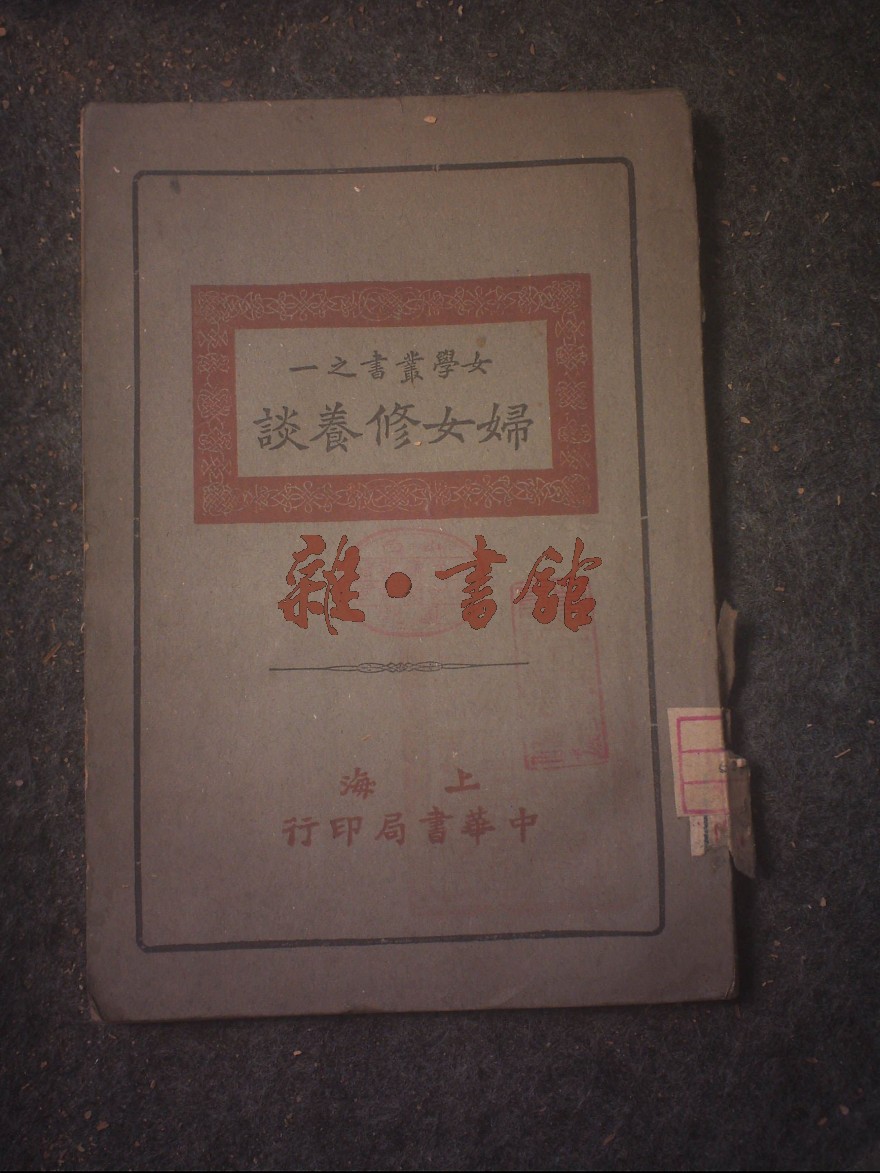 女學叢書之一
婦女修養談
雜·書館
上海
中華書局印行